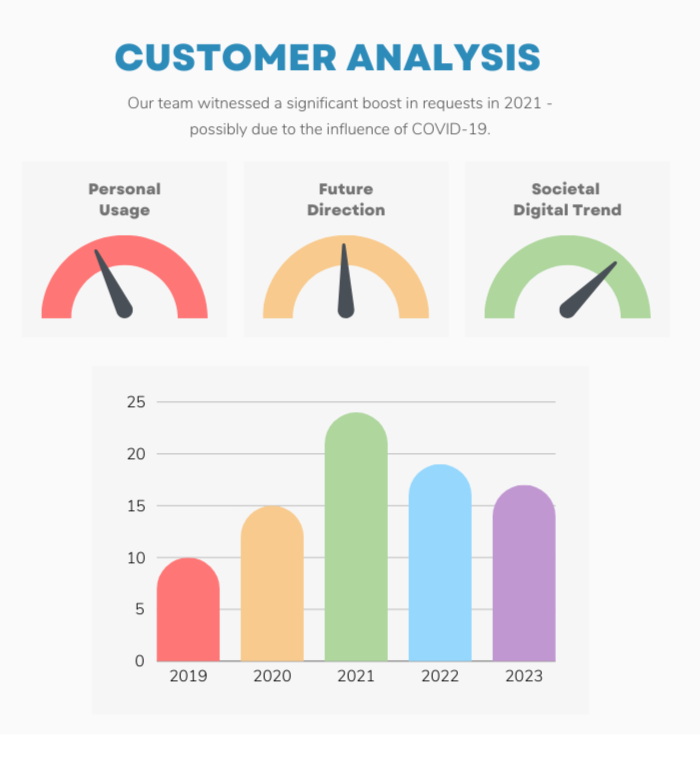 CUSTOMER ANALYSIS
Our team witnessed a significant boost in requests in 2021 -
possibly due to the influence of COVID-19.
Personal
Usage
Future
Direction
Societal
Digital Trend
25
20
15
10
5
0
2019 2020 2021 2022 2023